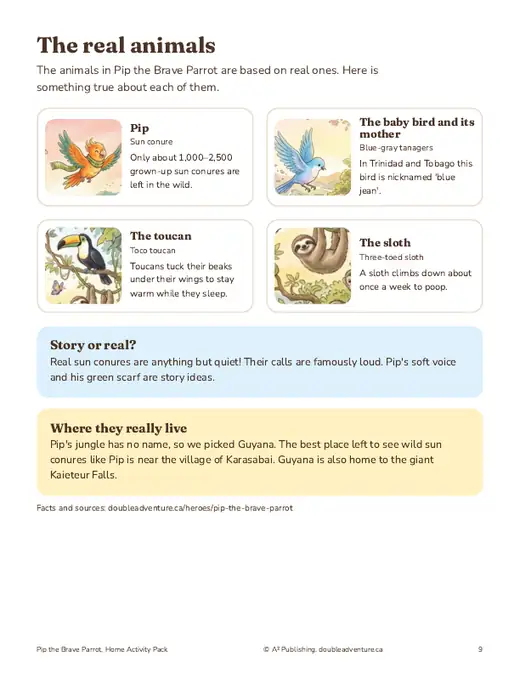 The real animals
The animals in Pip the Brave Parrot are based on real ones. Here is
something true about each of them.
Pip
Sun conure
Only about 1,000–2,500
grown-up sun conures are
left in the wild.
The baby bird and its
mother
Blue-gray tanagers
In Trinidad and Tobago this
bird is nicknamed 'blue
jean'.
The toucan
Toco toucan
Toucans tuck their beaks
under their wings to stay
warm while they sleep.
The sloth
Three-toed sloth
A sloth climbs down about
once a week to poop.
Story or real?
Real sun conures are anything but quiet! Their calls are famously loud. Pip's soft voice
and his green scarf are story ideas.
Where they really live
Pip's jungle has no name, so we picked Guyana. The best place left to see wild sun
conures like Pip is near the village of Karasabai. Guyana is also home to the giant
Kaieteur Falls.
Facts and sources: doubleadventure.ca/heroes/pip-the-brave-parrot
Pip the Brave Parrot, Home Activity Pack
© A² Publishing, doubleadventure.ca
9